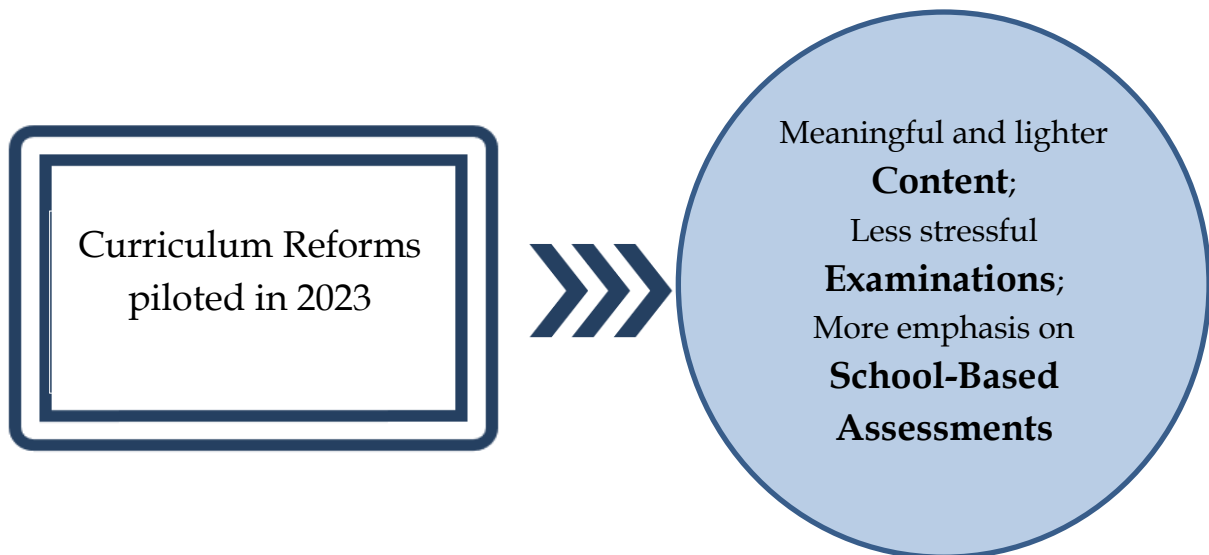 Curriculum Reforms
piloted in 2023
Meaningful and lighter
Content;
Less stressful
Examinations;
More emphasis on
School-Based
Assessments